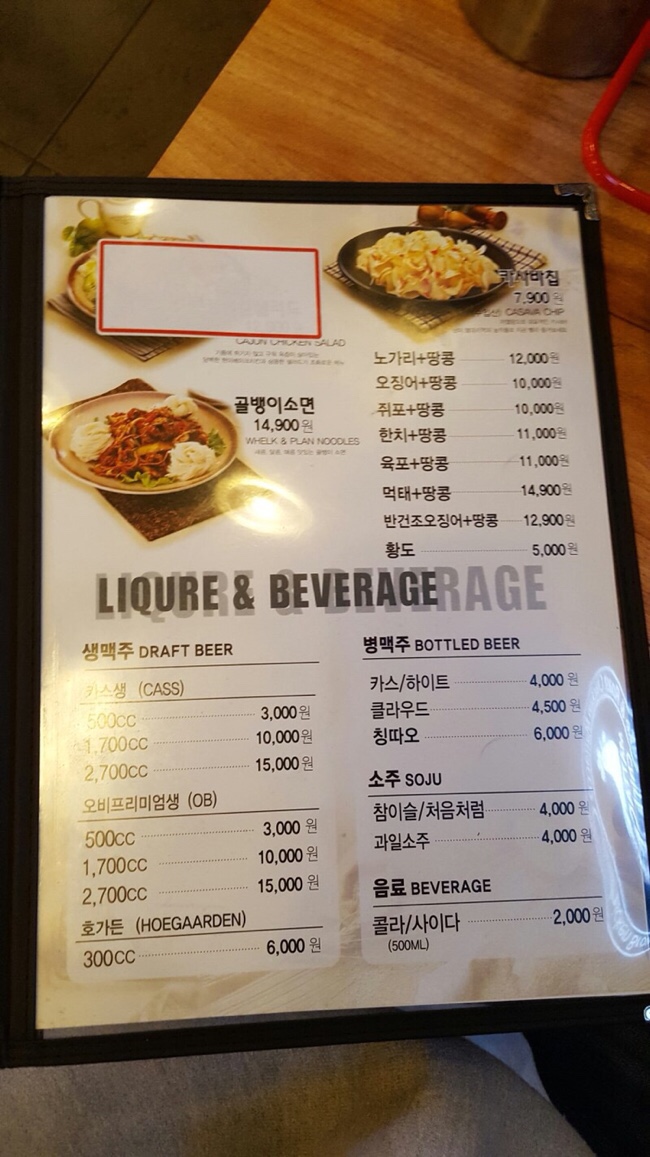 카사바칩
7,900원
CASAVA CHIP
CAJUN CHICKEN SALAD
골뱅이소면
14,900원
WHELK & PLAN NOODLES
노가리+땅콩 12,000원
오징어+땅콩 10,000원
쥐포+땅콩 10,000원
한치+땅콩 11,000원
육포+땅콩 11,000원
먹태+땅콩 14,900원
반건조오징어+땅콩 12,900원
황도 5,000원
LIQURE & BEVERAGE
생맥주 DRAFT BEER
카스생 (CASS)
500CC 3,000원
1,700CC 10,000원
2,700CC 15,000원
오비프리미엄생 (OB)
500CC 3,000원
1,700CC 10,000원
2,700CC 15,000원
호가든 (HOEGAARDEN)
300CC 6,000원
병맥주 BOTTLED BEER
카스/하이트 4,000원
클라우드 4,500원
칭따오 6,000원
소주 SOJU
참이슬/처음처럼 4,000원
과일소주 4,000원
음료 BEVERAGE
콜라/사이다 2,000원
(500ML)